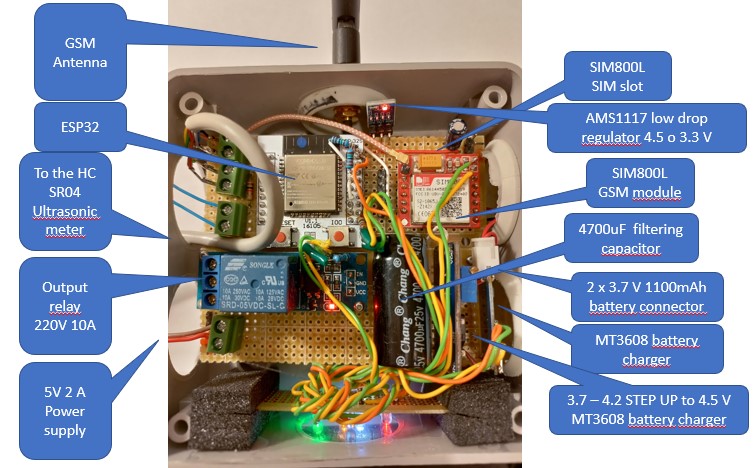 GSM
Antenna
ESP32
To the HC
SR04
Ultrasonic
meter
Output
relay
220V 10A
5V 2 A
Power
supply
SIM800L
SIM slot
AMS1117 low drop
regulator 4.5 o 3.3 V
SIM800L
GSM module
4700uF filtering
capacitor
2 x 3.7 V 1100mAh
battery connector
MT3608 battery
charger
3.7 – 4.2 STEP UP to 4.5 V
MT3608 battery charger
IO0
SONGLE
10A 250VAC 10A 125VAC
10A 30VDC 10A 28VDC
SRD-05VDC-SL-C
IN
GND
VCC
SIM
Chang
4700uF25v
Chang